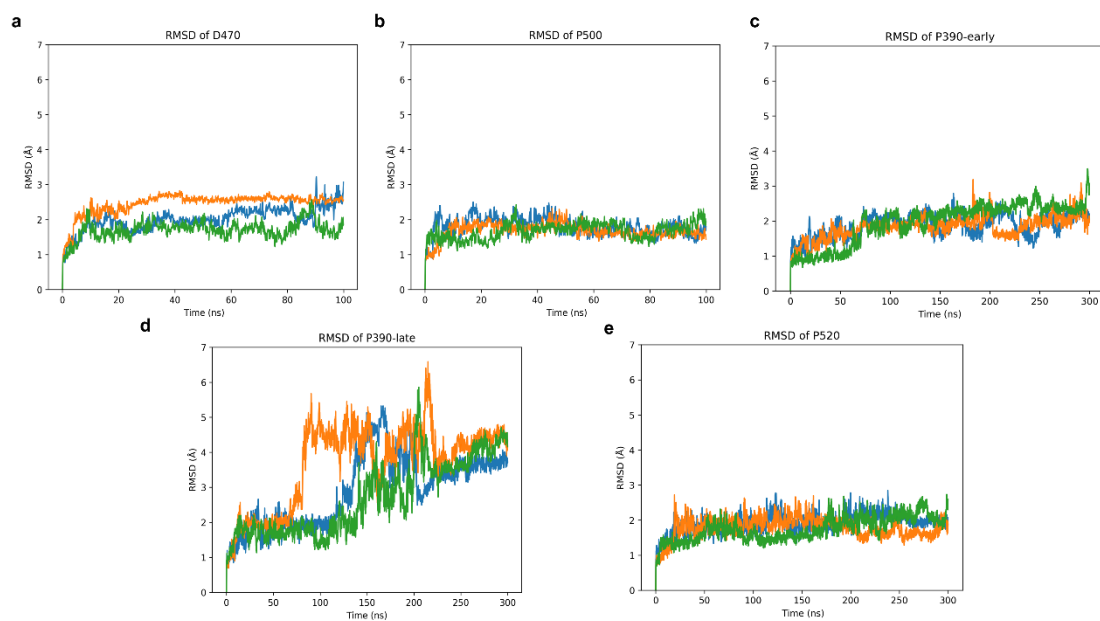 a
RMSD of D470
7
6
5
4
3
2
1
0
RMSD (Å)
0 20 40 60 80 100
Time (ns)
b
RMSD of P500
7
6
5
4
3
2
1
0
RMSD (Å)
0 20 40 60 80 100
Time (ns)
c
RMSD of P390-early
7
6
5
4
3
2
1
0
RMSD (Å)
0 50 100 150 200 250 300
Time (ns)
d
RMSD of P390-late
7
6
5
4
3
2
1
0
RMSD (Å)
0 50 100 150 200 250 300
Time (ns)
e
RMSD of P520
7
6
5
4
3
2
1
0
RMSD (Å)
0 50 100 150 200 250 300
Time (ns)